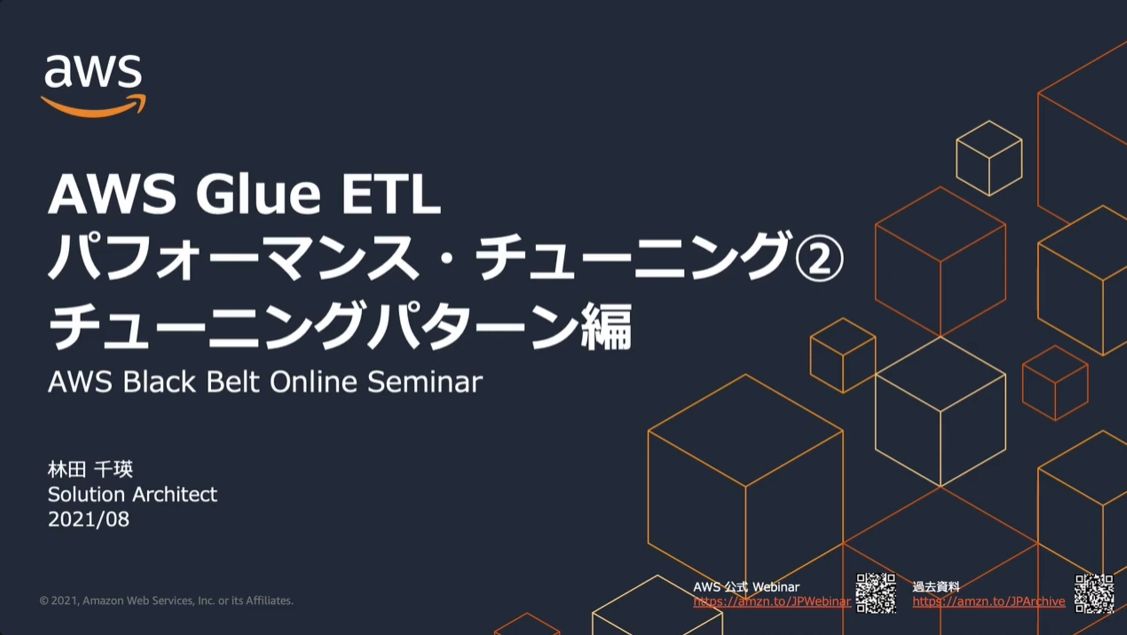 aws
AWS Glue ETL
パフォーマンス・チューニング②
チューニングパターン編
AWS Black Belt Online Seminar
林田 千瑛
Solution Architect
2021/08
© 2021, Amazon Web Services, Inc. or its Affiliates.
AWS 公式 Webinar
https://amzn.to/JPWebinar
過去資料
https://amzn.to/JPArchive